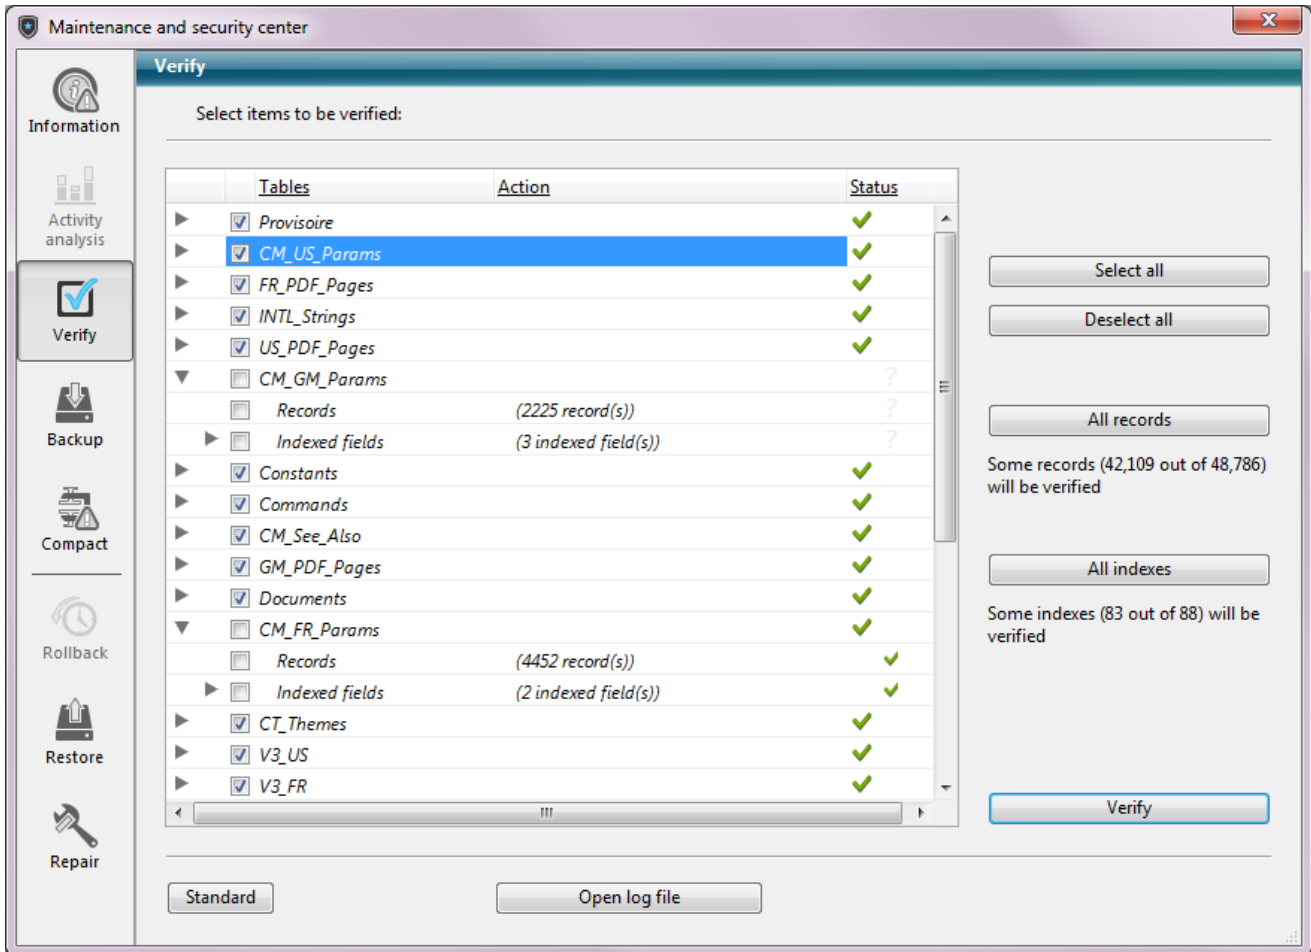 Maintenance and security center
Information
Activity
analysis
Verify
Backup
Compact
Rollback
Restore
Repair
Verify
Select items to be verified:
Tables Action Status
Provisoire
CM_US_Params
FR_PDF_Pages
INTL_Strings
US_PDF_Pages
CM_GM_Params ?
Records (2225 record(s)) ?
Indexed fields (3 indexed field(s)) ?
Constants
Commands
CM_See_Also
GM_PDF_Pages
Documents
CM_FR_Params
Records (4452 record(s))
Indexed fields (2 indexed field(s))
CT_Themes
V3_US
V3_FR
Select all
Deselect all
All records
Some records (42,109 out of 48,786)
will be verified
All indexes
Some indexes (83 out of 88) will be
verified
Verify
Standard
Open log file